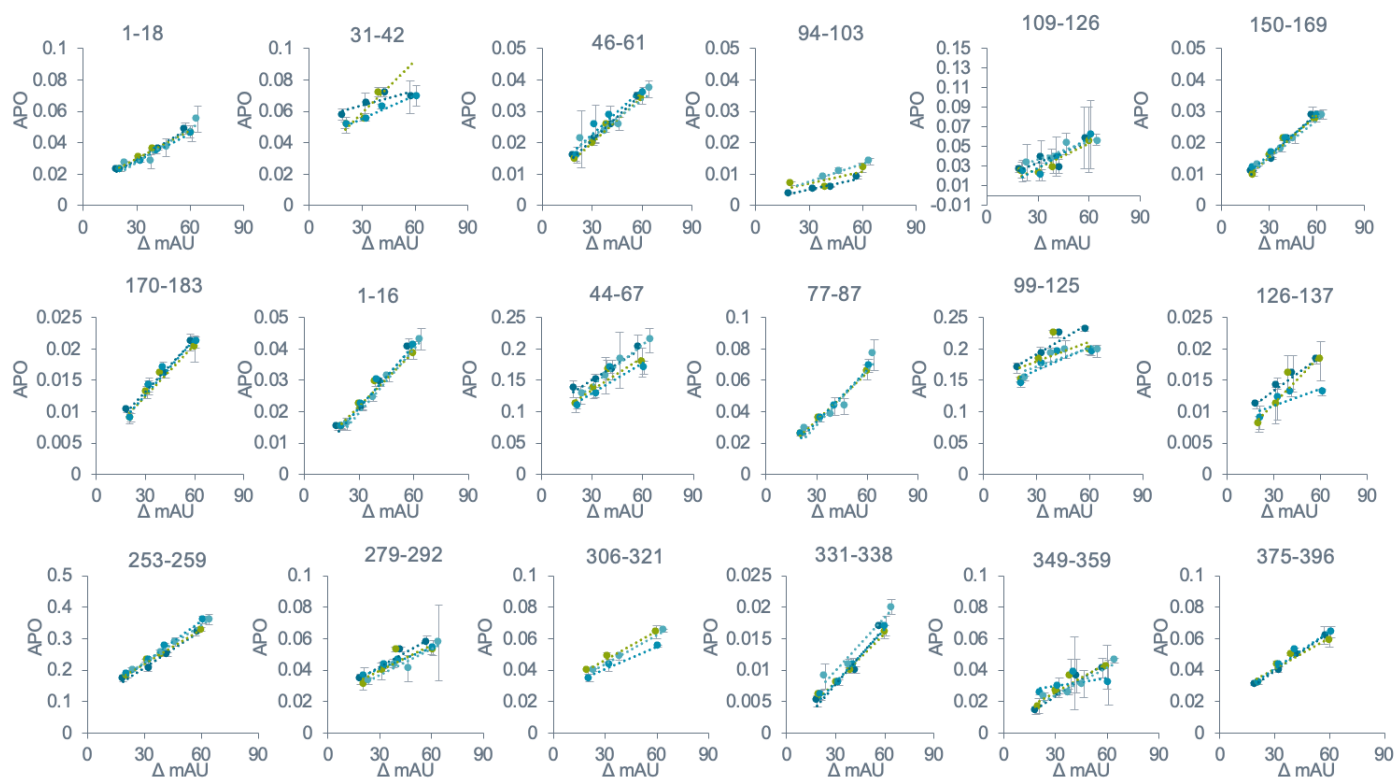 1-18 31-42 46-61 94-103 109-126 150-169
APO 0.1 0.08 0.06 0.04 0.02 0 0 30 60 90 Δ mAU
APO 0.1 0.08 0.06 0.04 0.02 0 0 30 60 90 Δ mAU
APO 0.05 0.04 0.03 0.02 0.01 0 0 30 60 90 Δ mAU
APO 0.05 0.04 0.03 0.02 0.01 0 0 30 60 90 Δ mAU
APO 0.15 0.13 0.11 0.09 0.07 0.05 0.03 0.01 -0.01 0 30 60 90 Δ mAU
APO 0.05 0.04 0.03 0.02 0.01 0 0 30 60 90 Δ mAU
170-183 1-16 44-67 77-87 99-125 126-137
APO 0.025 0.02 0.015 0.01 0.005 0 0 30 60 90 Δ mAU
APO 0.05 0.04 0.03 0.02 0.01 0 0 30 60 90 Δ mAU
APO 0.25 0.20 0.15 0.10 0.05 0 0 30 60 90 Δ mAU
APO 0.1 0.08 0.06 0.04 0.02 0 0 30 60 90 Δ mAU
APO 0.25 0.20 0.15 0.10 0.05 0 0 30 60 90 Δ mAU
APO 0.025 0.02 0.015 0.01 0.005 0 0 30 60 90 Δ mAU
253-259 279-292 306-321 331-338 349-359 375-396
APO 0.5 0.4 0.3 0.2 0.1 0 0 30 60 90 Δ mAU
APO 0.1 0.08 0.06 0.04 0.02 0 0 30 60 90 Δ mAU
APO 0.1 0.08 0.06 0.04 0.02 0 0 30 60 90 Δ mAU
APO 0.025 0.02 0.015 0.01 0.005 0 0 30 60 90 Δ mAU
APO 0.1 0.08 0.06 0.04 0.02 0 0 30 60 90 Δ mAU
APO 0.1 0.08 0.06 0.04 0.02 0 0 30 60 90 Δ mAU